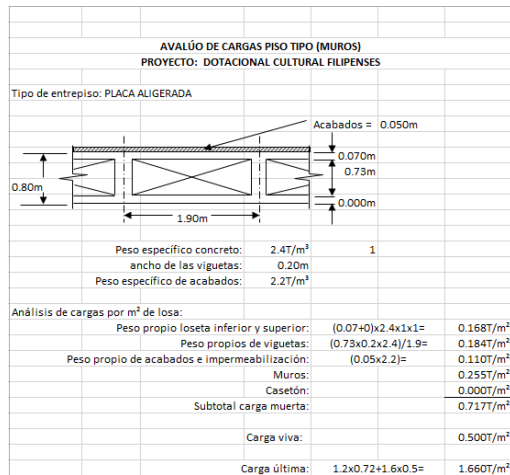 AVALÚO DE CARGAS PISO TIPO (MUROS)
PROYECTO: DOTACIONAL CULTURAL FILIPENSES
Tipo de entrepiso: PLACA ALIGERADA
Acabados = 0.050m
0.070m
0.73m
0.80m
0.000m
1.90m
Peso específico concreto: 2.4T/m³ 1
ancho de las viguetas: 0.20m
Peso específico de acabados: 2.2T/m³
Análisis de cargas por m² de losa:
Peso propio loseta inferior y superior: (0.07+0)x2.4x1x1= 0.168T/m²
Peso propios de viguetas: (0.73x0.2x2.4)/1.9= 0.184T/m²
Peso propio de acabados e impermeabilización: (0.05x2.2)= 0.110T/m²
Muros: 0.255T/m²
Casetón: 0.000T/m²
Subtotal carga muerta: 0.717T/m²
Carga viva: 0.500T/m²
Carga última: 1.2x0.72+1.6x0.5= 1.660T/m²